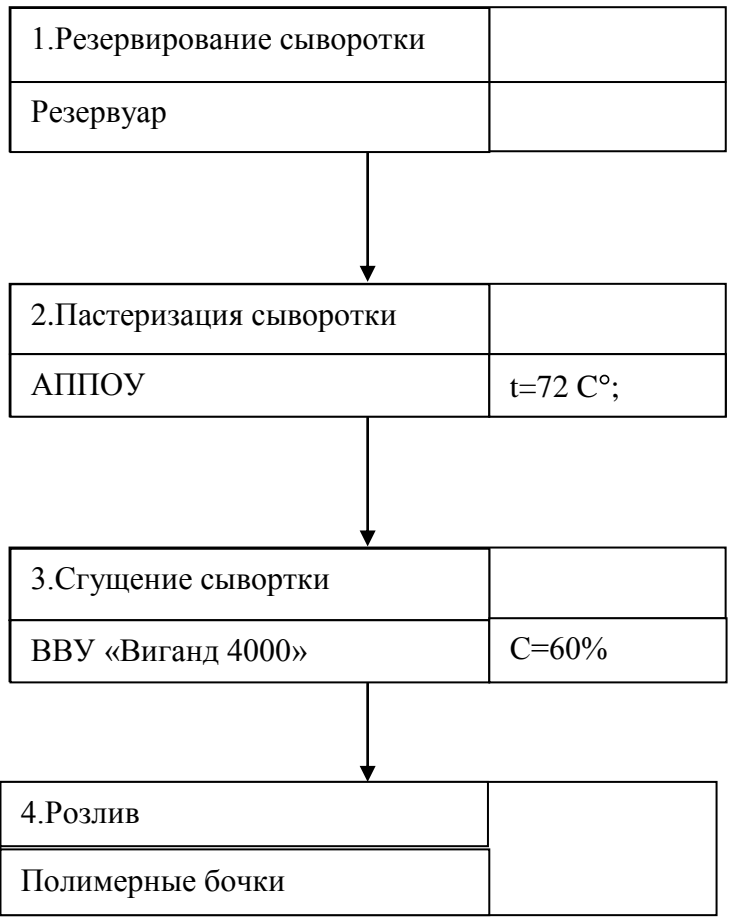 1.Резервирование сыворотки
Резервуар
2.Пастеризация сыворотки
АППОУ
t=72 С°;
3.Сгущение сывортки
ВВУ «Виганд 4000»
С=60%
4.Розлив
Полимерные бочки